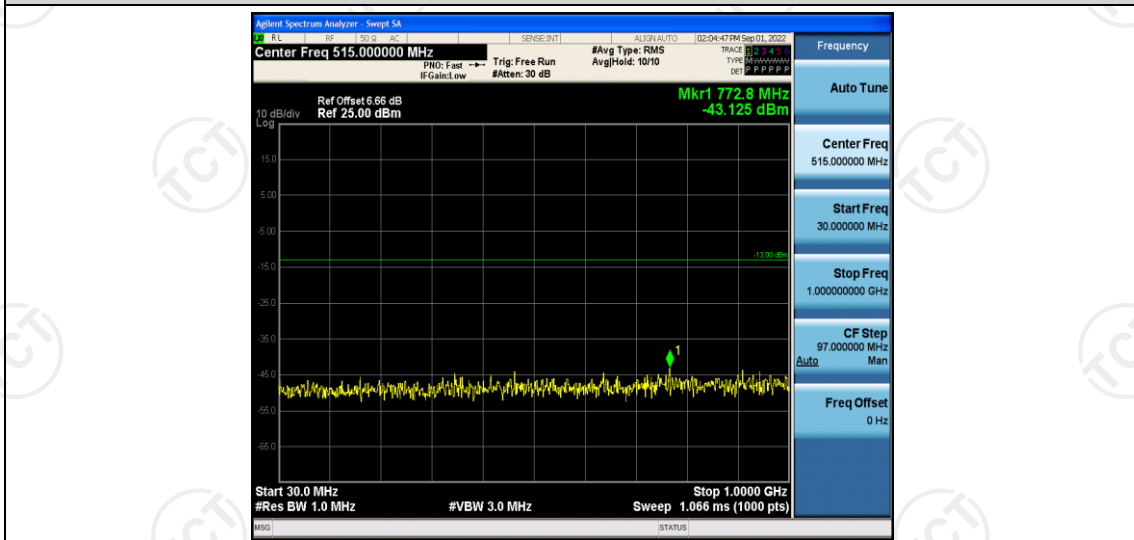 Agilent Spectrum Analyzer - Swept SA
RL RF 50 Ω AC SENSE:INT ALIGN AUTO 02:04:47 PM Sep 01, 2022
Center Freq 515.000000 MHz
PNO: Fast
IFGain:Low
Trig: Free Run
#Atten: 30 dB
#Avg Type: RMS
Avg|Hold: 10/10
TRACE 1 2 3 4 5 6
TYPE M
DET P P P P P P
Ref Offset 6.66 dB
Ref 25.00 dBm
10 dB/div
Log
Mkr1 772.8 MHz
-43.125 dBm
15.0
5.00
-5.00
-15.0
-25.0
-35.0
-45.0
-55.0
-65.0
-13.00 dBm
1
Start 30.0 MHz
#Res BW 1.0 MHz
#VBW 3.0 MHz
Stop 1.0000 GHz
Sweep 1.066 ms (1000 pts)
MSG
STATUS
Frequency
Auto Tune
Center Freq
515.000000 MHz
Start Freq
30.000000 MHz
Stop Freq
1.000000000 GHz
CF Step
97.000000 MHz
Auto Man
Freq Offset
0 Hz
TCT
TCT
TCT
TCT